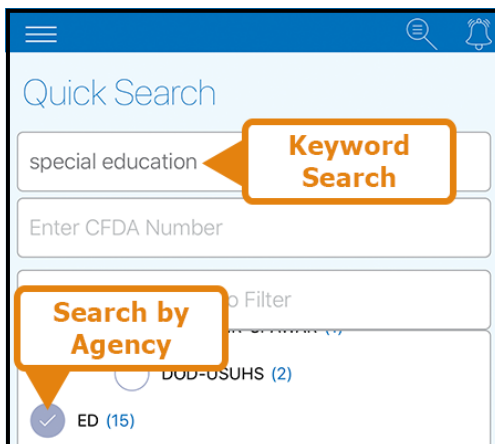 Quick Search
special education
Keyword
Search
Enter CFDA Number
Filter
Search by
Agency
DOD-USUHS (2)
ED (15)